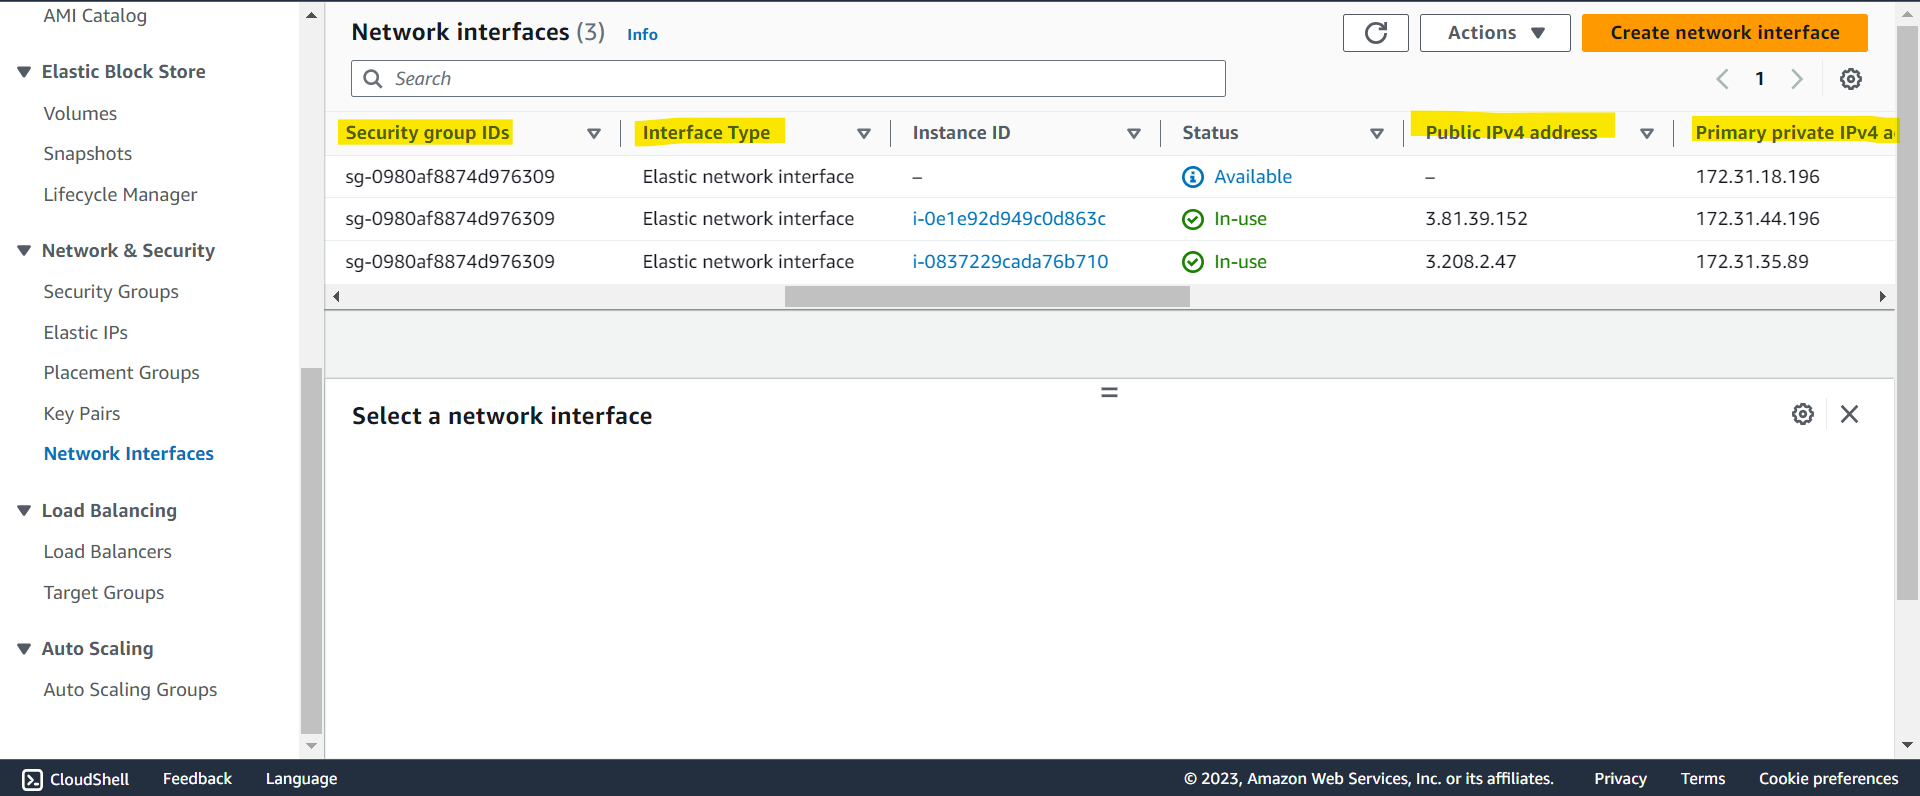 AMI Catalog
Elastic Block Store
Volumes
Snapshots
Lifecycle Manager
Network & Security
Security Groups
Elastic IPs
Placement Groups
Key Pairs
Network Interfaces
Load Balancing
Load Balancers
Target Groups
Auto Scaling
Auto Scaling Groups
Network interfaces (3) Info
Actions
Create network interface
Search
1
Security group IDs Interface Type Instance ID Status Public IPv4 address Primary private IPv4 a
sg-0980af8874d976309 Elastic network interface – Available – 172.31.18.196
sg-0980af8874d976309 Elastic network interface i-0e1e92d949c0d863c In-use 3.81.39.152 172.31.44.196
sg-0980af8874d976309 Elastic network interface i-0837229cada76b710 In-use 3.208.2.47 172.31.35.89
Select a network interface
CloudShell Feedback Language © 2023, Amazon Web Services, Inc. or its affiliates. Privacy Terms Cookie preferences